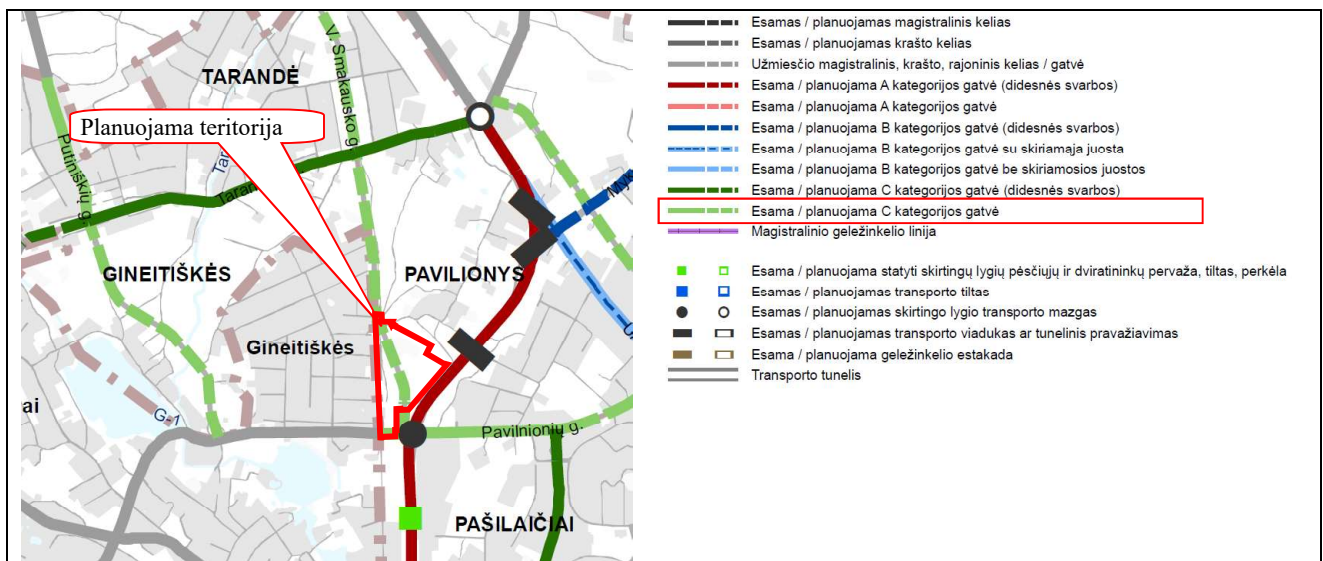 TARANDĖ
V. Smakausko g.
Planuojama teritorija
Putiniškių g.
GINEITIŠKĖS
PAVILIONYS
Gineitiškės
ai
G-1
Pavilnionių g.
PAŠILAIČIAI
Esamas / planuojamas magistralinis kelias
Esamas / planuojamas krašto kelias
Užmiesčio magistralinis, krašto, rajoninis kelias / gatvė
Esama / planuojama A kategorijos gatvė (didesnės svarbos)
Esama / planuojama A kategorijos gatvė
Esama / planuojama B kategorijos gatvė (didesnės svarbos)
Esama / planuojama B kategorijos gatvė su skiriamąja juosta
Esama / planuojama B kategorijos gatvė be skiriamosios juostos
Esama / planuojama C kategorijos gatvė (didesnės svarbos)
Esama / planuojama C kategorijos gatvė
Magistralinio geležinkelio linija
Esama / planuojama statyti skirtingų lygių pėsčiųjų ir dviratininkų pervaža, tiltas, perkėla
Esamas / planuojamas transporto tiltas
Esamas / planuojamas skirtingo lygio transporto mazgas
Esamas / planuojamas transporto viadukas ar tunelinis pravažiavimas
Esama / planuojama geležinkelio estakada
Transporto tunelis